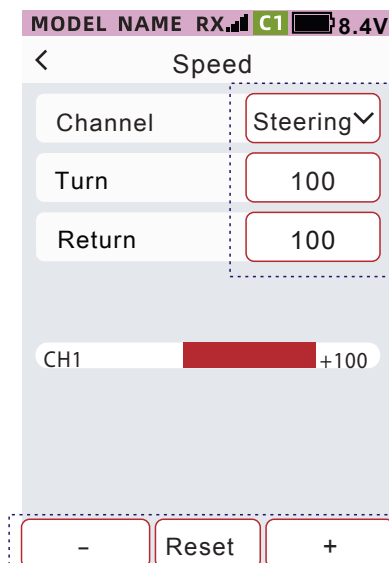 MODEL NAME RX C1 8.4V
Speed
Channel Steering
Turn 100
Return 100
CH1 +100
- Reset +